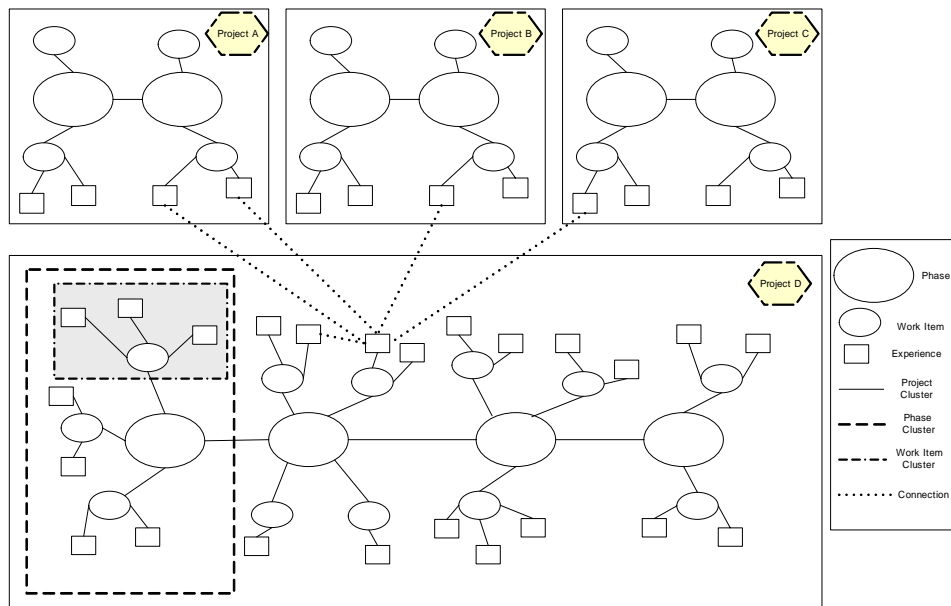 Project A
Project B
Project C
Project D
Phase
Work Item
Experience
Project
Cluster
Phase
Cluster
Work Item
Cluster
Connection